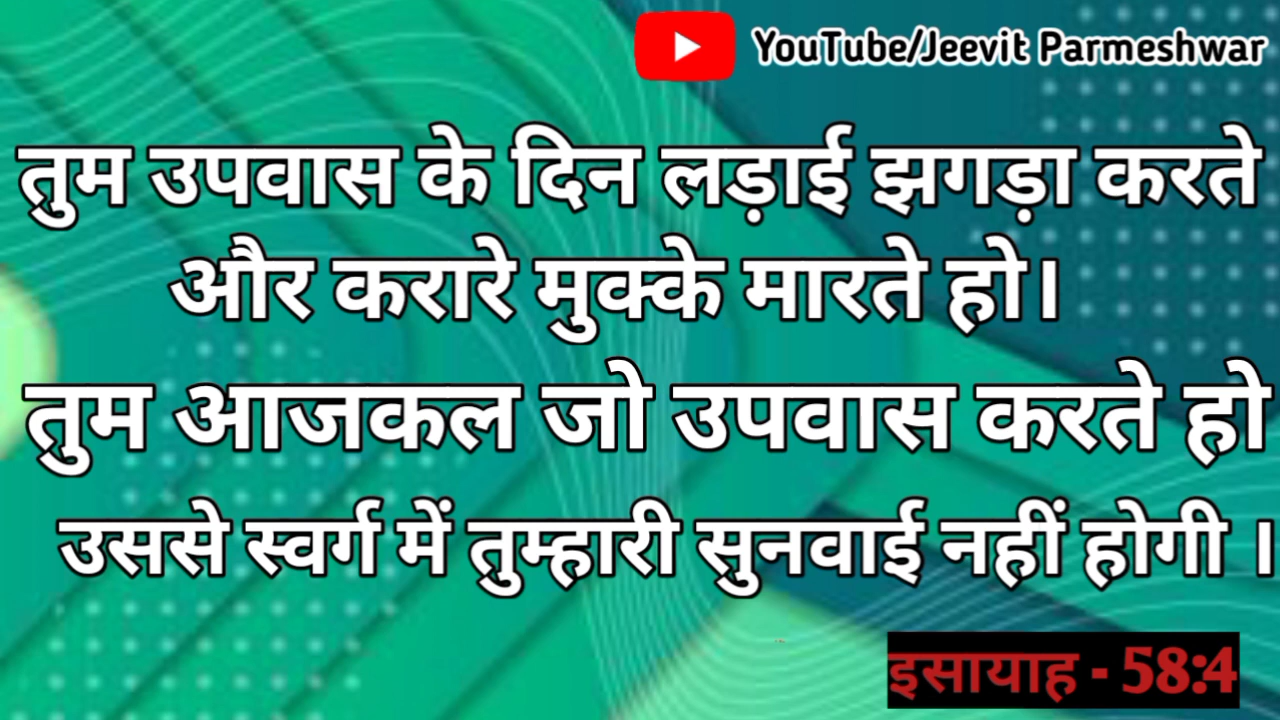 YouTube/Jeevit Parmeshwar
तुम उपवास के दिन लड़ाई झगड़ा करते
और करारे मुक्के मारते हो।
तुम आजकल जो उपवास करते हो
उससे स्वर्ग में तुम्हारी सुनवाई नहीं होगी ।
इसायाह - 58:4